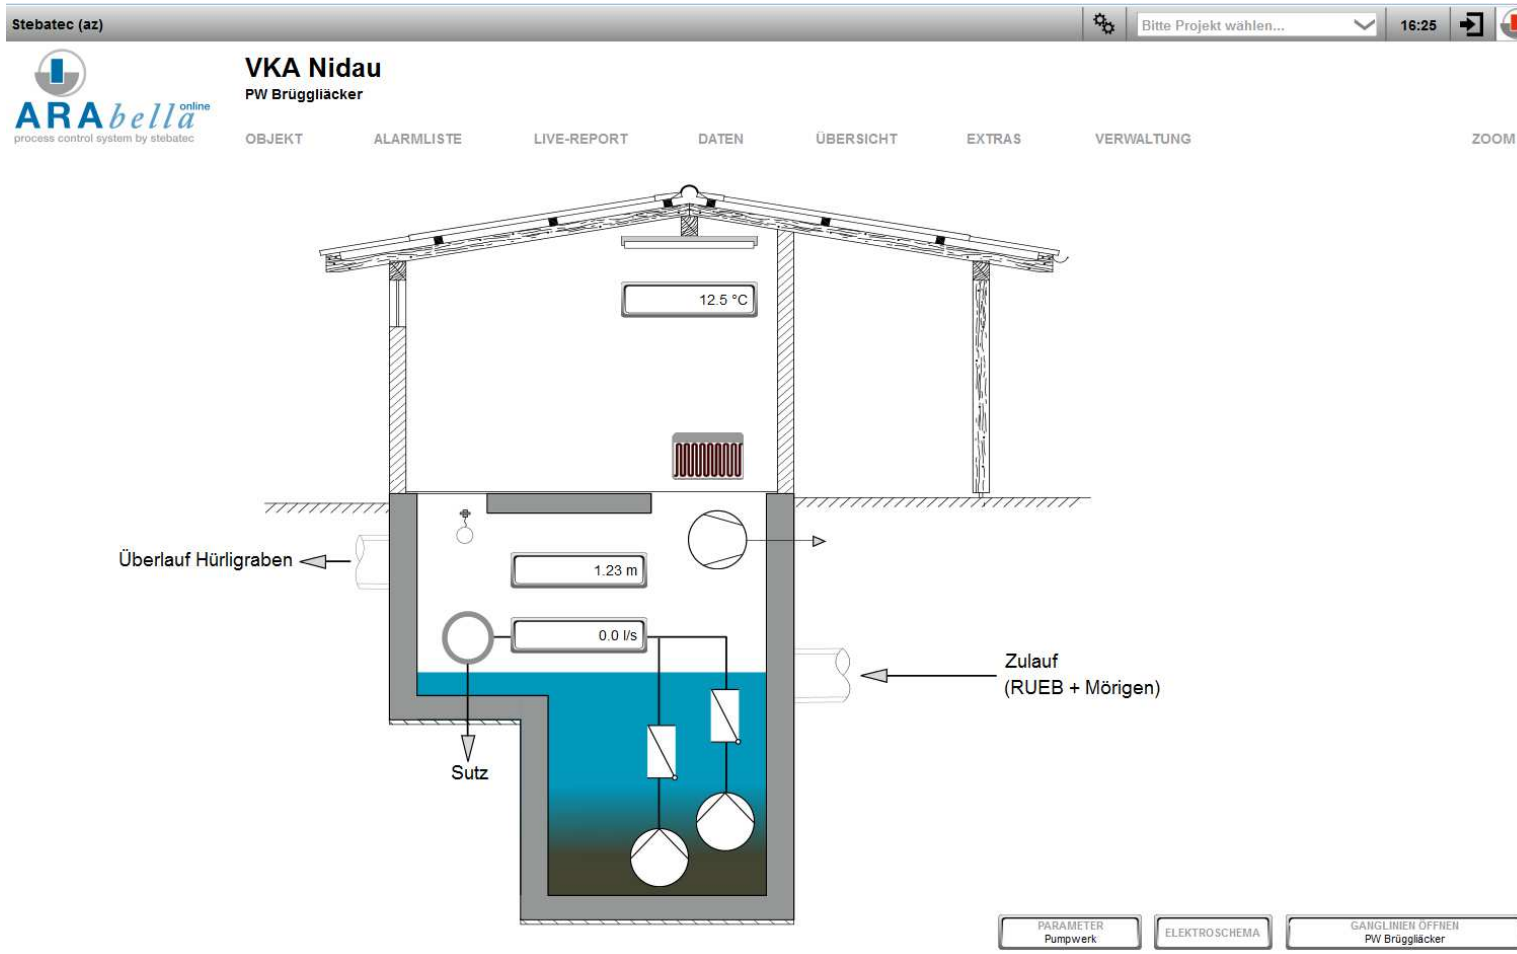 Stebatec (az)
Bitte Projekt wählen...
16:25
ARAbella online
process control system by stebatec
VKA Nidau
PW Brüggliäcker
OBJEKT
ALARMLISTE
LIVE-REPORT
DATEN
ÜBERSICHT
EXTRAS
VERWALTUNG
ZOOM
12.5 °C
Überlauf Hürligraben
1.23 m
0.0 l/s
Zulauf
(RUEB + Mörigen)
Sutz
PARAMETER
Pumpwerk
ELEKTROSCHEMA
GANGLINIEN ÖFFNEN
PW Brüggliäcker